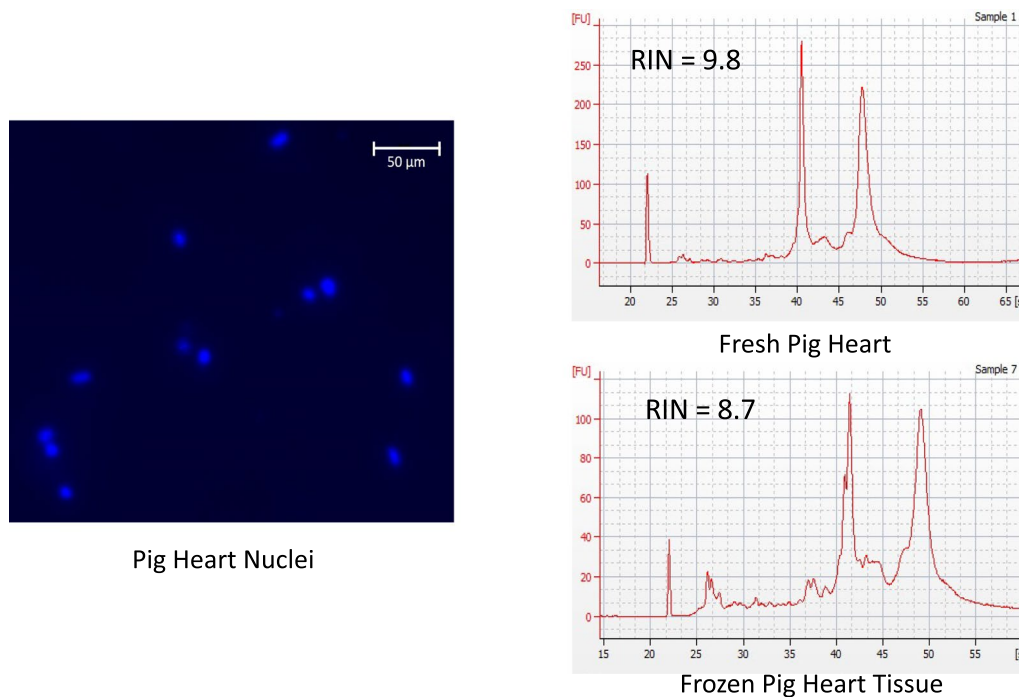 50 µm
Pig Heart Nuclei
[FU]
Sample 1
RIN = 9.8
250
200
150
100
50
0
20 25 30 35 40 45 50 55 60 65 [s
Fresh Pig Heart
[FU]
Sample 7
RIN = 8.7
100
80
60
40
20
0
15 20 25 30 35 40 45 50 55 [s
Frozen Pig Heart Tissue